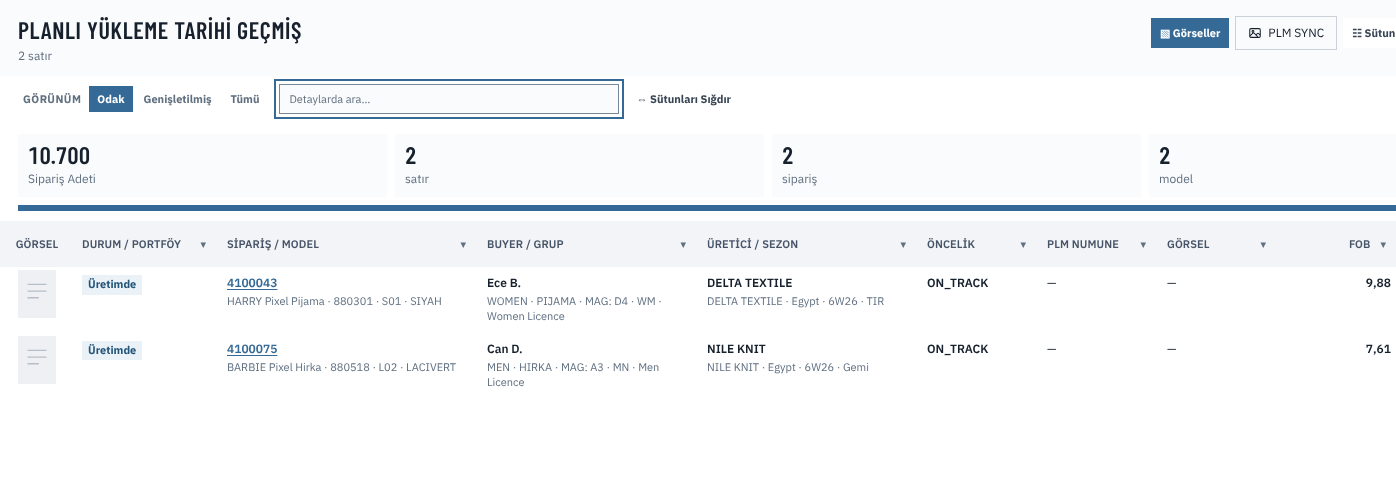 PLANLI YÜKLEME TARİHİ GEÇMİŞ
2 satır
Görseller
PLM SYNC
GÖRÜNÜM Odak Genişletilmiş Tümü Detaylarda ara... ⇔ Sütunları Sığdır
10.700
Sipariş Adeti
2
satır
2
sipariş
2
model
GÖRSEL DURUM / PORTFÖY ▼ SİPARİŞ / MODEL ▼ BUYER / GRUP ▼ ÜRETİCİ / SEZON ▼ ÖNCELİK ▼ PLM NUMUNE ▼ GÖRSEL ▼ FOB ▼
Üretimde 4100043 Ece B. DELTA TEXTILE ON_TRACK — — 9,88
HARRY Pixel Pijama · 880301 · S01 · SIYAH WOMEN · PIJAMA · MAG: D4 · WM · DELTA TEXTILE · Egypt · 6W26 · TIR
Women Licence
Üretimde 4100075 Can D. NILE KNIT ON_TRACK — — 7,61
BARBIE Pixel Hirka · 880518 · L02 · LACIVERT MEN · HIRKA · MAG: A3 · MN · Men NILE KNIT · Egypt · 6W26 · Gemi
Licence